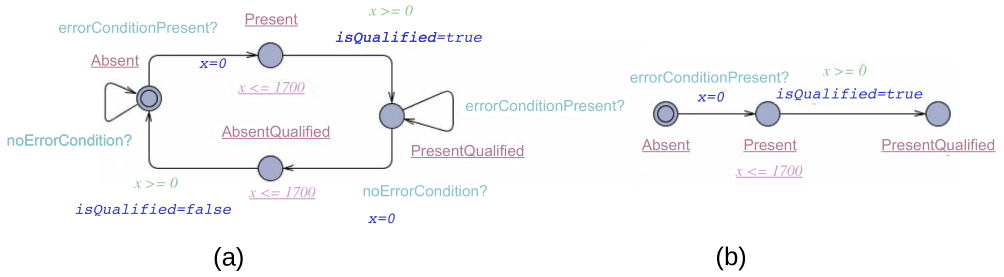 x >= 0
Present
errorConditionPresent?
isQualified=true
Absent
x=0
x <= 1700
errorConditionPresent?
noErrorCondition?
AbsentQualified
PresentQualified
x >= 0
x <= 1700
noErrorCondition?
isQualified=false
x=0
(a)
x >= 0
errorConditionPresent?
x=0
isQualified=true
Absent
Present
PresentQualified
x <= 1700
(b)